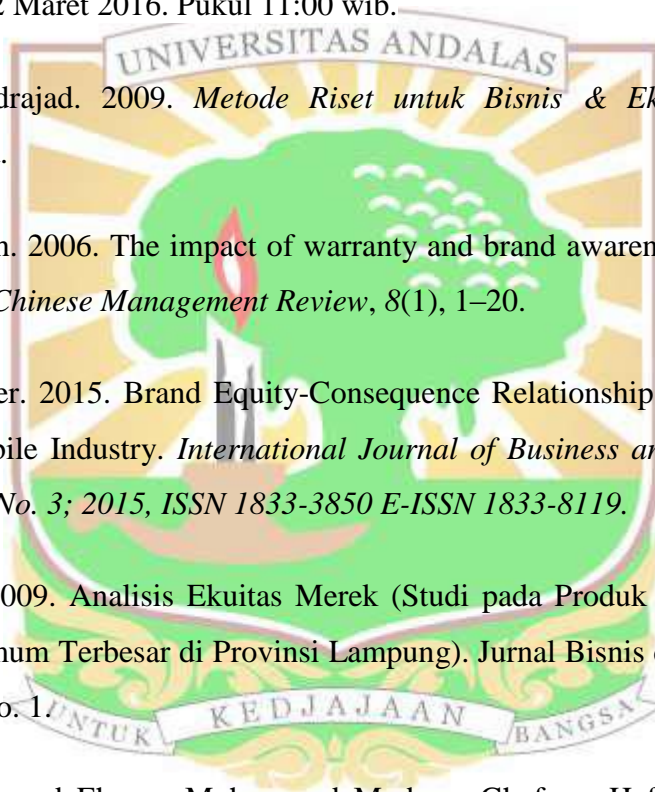 2 Maret 2016. Pukul 11:00 wib.
UNIVERSITAS ANDALAS
drajad. 2009. Metode Riset untuk Bisnis & Ek
n. 2006. The impact of warranty and brand awaren
Chinese Management Review, 8(1), 1–20.
er. 2015. Brand Equity-Consequence Relationship
bile Industry. International Journal of Business an
No. 3; 2015, ISSN 1833-3850 E-ISSN 1833-8119.
009. Analisis Ekuitas Merek (Studi pada Produk
num Terbesar di Provinsi Lampung). Jurnal Bisnis
o. 1.
UNTUK KEDJAJAAN BANGSA